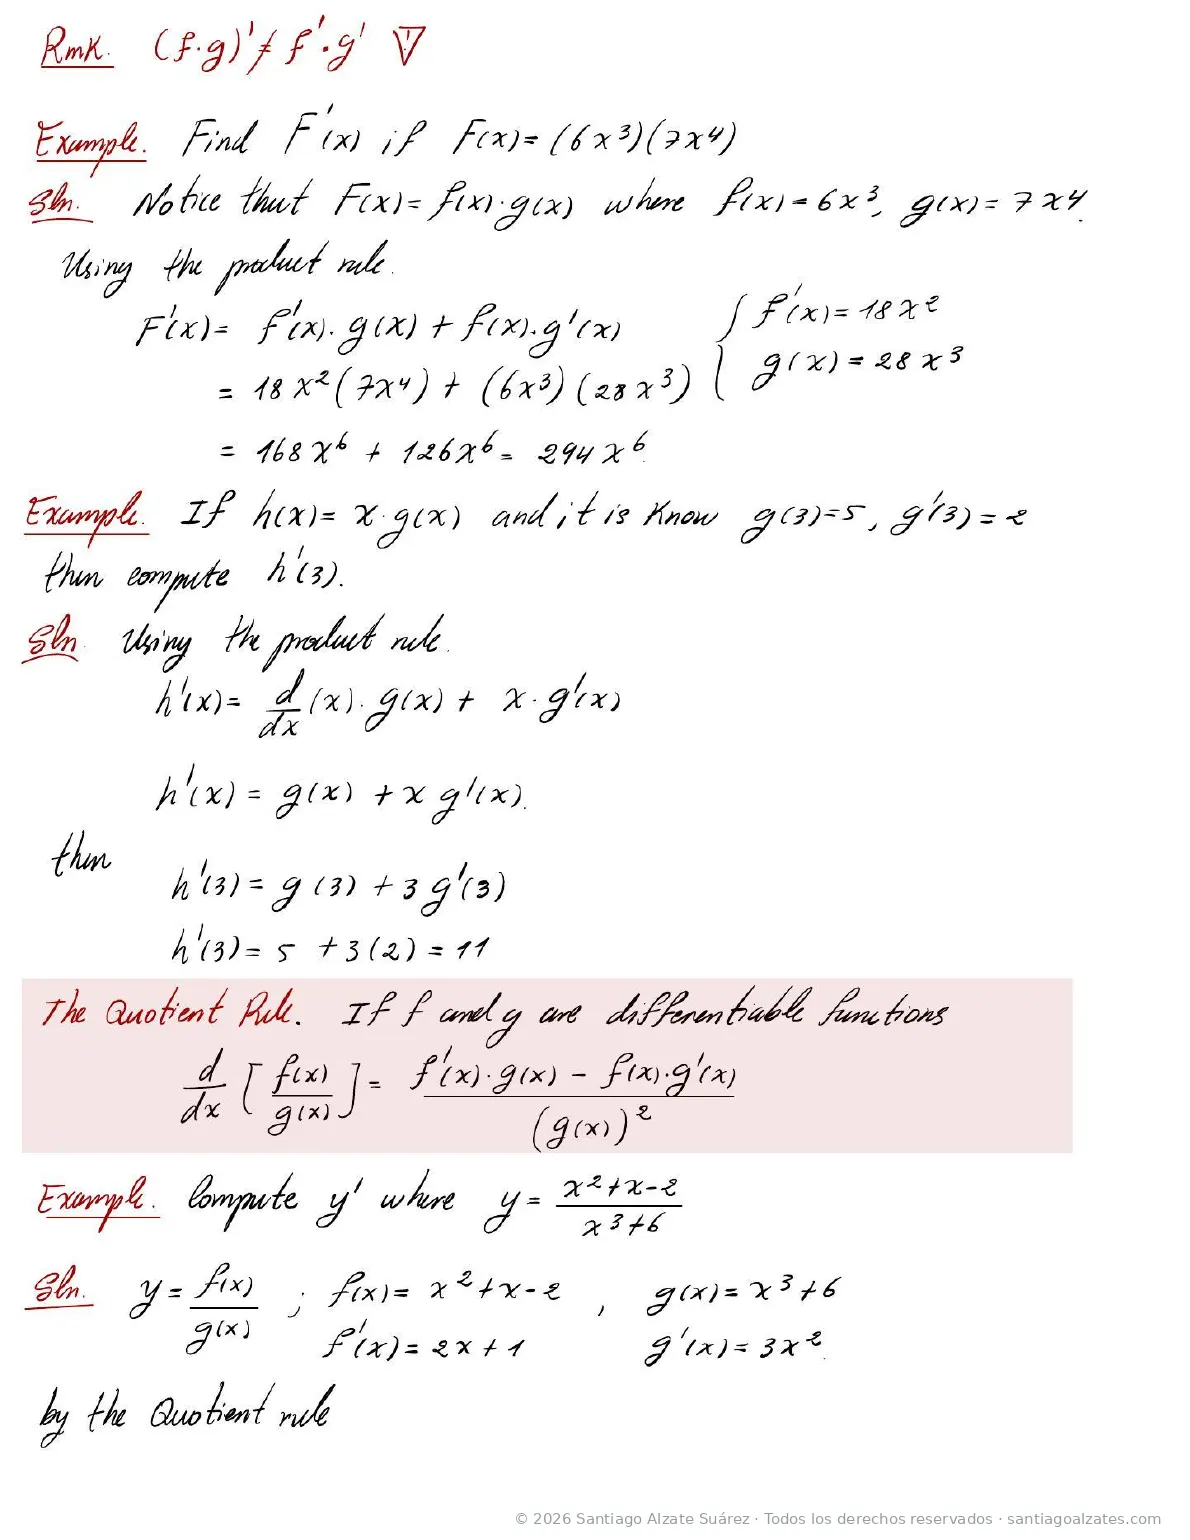 Rmk. (f·g)' ≠ f'·g' ▽!
Example. Find F'(x) if F(x) = (6x³)(7x⁴)
Sln. Notice that F(x) = f(x)·g(x) where f(x) = 6x³, g(x) = 7x⁴.
Using the product rule.
F'(x) = f'(x)·g(x) + f(x)·g'(x) { f'(x) = 18x²
= 18x²(7x⁴) + (6x³)(28x³) g(x) = 28x³
= 168x⁶ + 126x⁶ = 294x⁶.
Example. If h(x) = x·g(x) and it is know g(3)=5, g'(3) = 2
then compute h'(3).
Sln Using the product rule.
h'(x) = d/dx (x)·g(x) + x·g'(x)
h'(x) = g(x) + x g'(x).
then
h'(3) = g(3) + 3 g'(3)
h'(3) = 5 + 3(2) = 11
The Quotient Rule. If f and g are differentiable functions
d/dx [f(x)/g(x)] = (f'(x)·g(x) − f(x)·g'(x))/(g(x))²
Example. Compute y' where y = (x²+x−2)/(x³+6)
Sln. y = f(x)/g(x) ; f(x) = x²+x−2 , g(x) = x³+6
f'(x) = 2x+1 g'(x) = 3x².
by the Quotient rule
© 2026 Santiago Alzate Suárez · Todos los derechos reservados · santiagoalzates.com